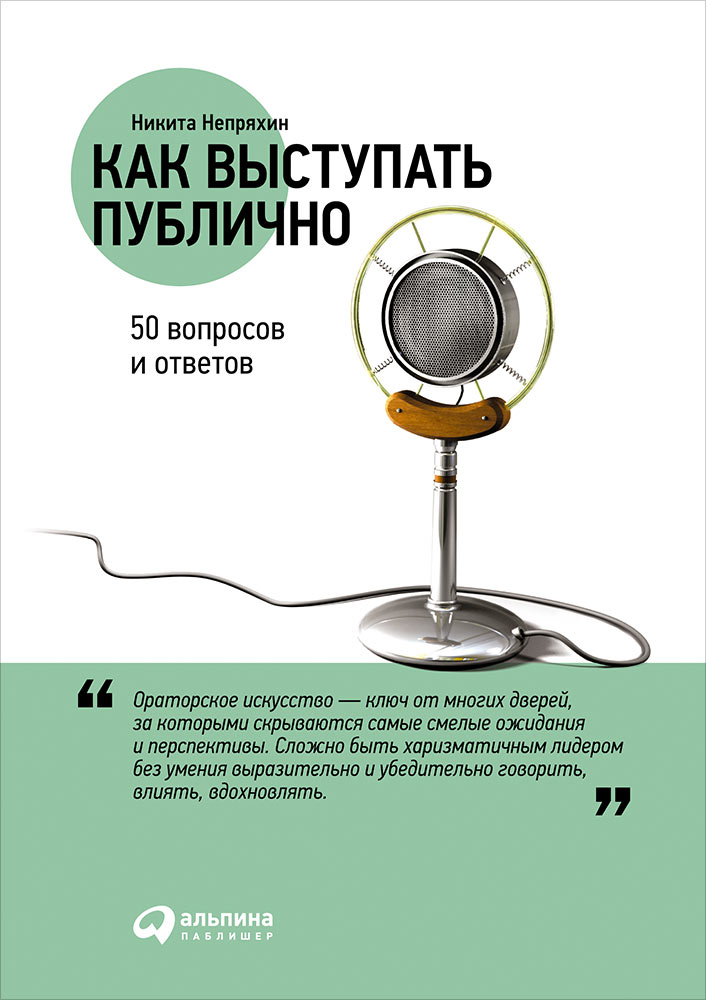 Никита Непряхин
КАК ВЫСТУПАТЬ
ПУБЛИЧНО
50 вопросов
и ответов
“
Ораторское искусство — ключ от многих дверей,
за которыми скрываются самые смелые ожидания
и перспективы. Сложно быть харизматичным лидером
без умения выразительно и убедительно говорить,
влиять, вдохновлять.
”
альпина
ПАБЛИШЕР